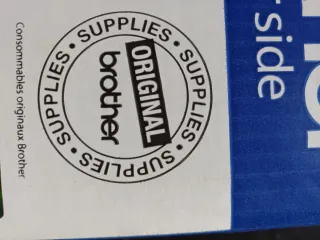 SUPPLIES • SUPPLIES • SUPPLIES • SUPPLIES •
ORIGINAL
brother
Consommables originaux Brother
side